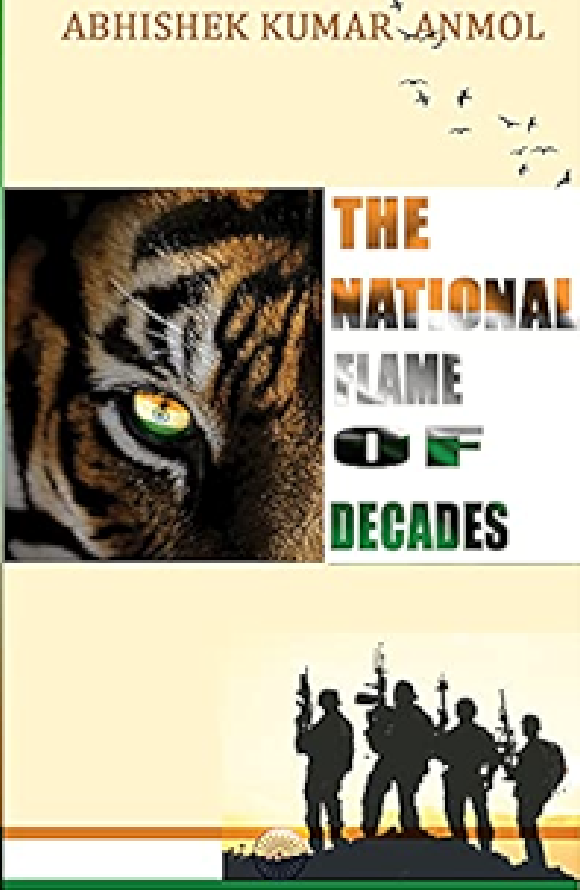 ABHISHEK KUMAR ANMOL
THE
NATIONAL
FLAME
OF
DECADES